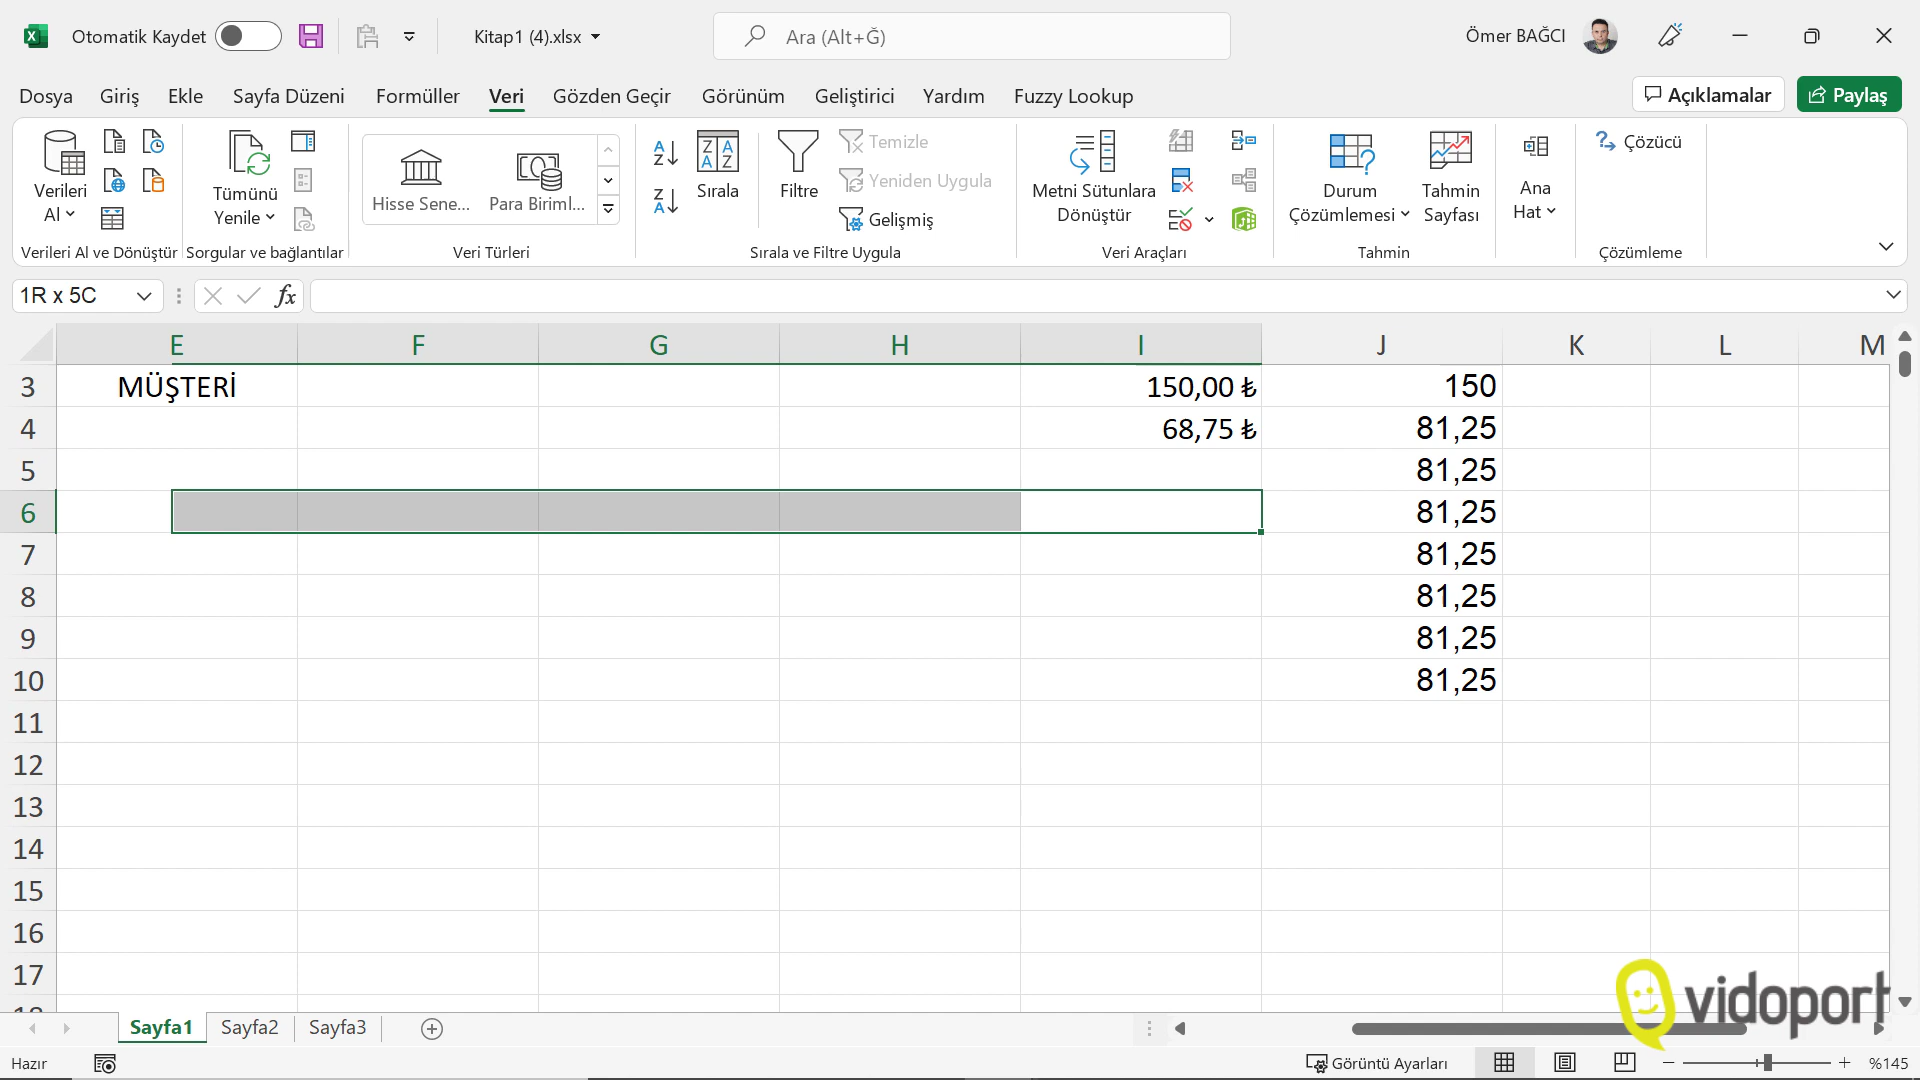 Otomatik Kaydet
Kitap1 (4).xlsx
Ara (Alt+Ğ)
Ömer BAĞCI
Dosya Giriş Ekle Sayfa Düzeni Formüller Veri Gözden Geçir Görünüm Geliştirici Yardım Fuzzy Lookup
Açıklamalar
Paylaş
Verileri
Al
Tümünü
Yenile
Hisse Sene...
Para Biriml...
Sırala
Filtre
Temizle
Yeniden Uygula
Gelişmiş
Metni Sütunlara
Dönüştür
Durum
Çözümlemesi
Tahmin
Sayfası
Ana
Hat
Çözücü
Verileri Al ve Dönüştür
Sorgular ve bağlantılar
Veri Türleri
Sırala ve Filtre Uygula
Veri Araçları
Tahmin
Çözümleme
1R x 5C
fx
E F G H I J K L M
3 MÜŞTERİ 150,00 ₺ 150
4 68,75 ₺ 81,25
5 81,25
6 81,25
7 81,25
8 81,25
9 81,25
10 81,25
11
12
13
14
15
16
17
vidoport
Sayfa1 Sayfa2 Sayfa3
Hazır
Görüntü Ayarları
%145